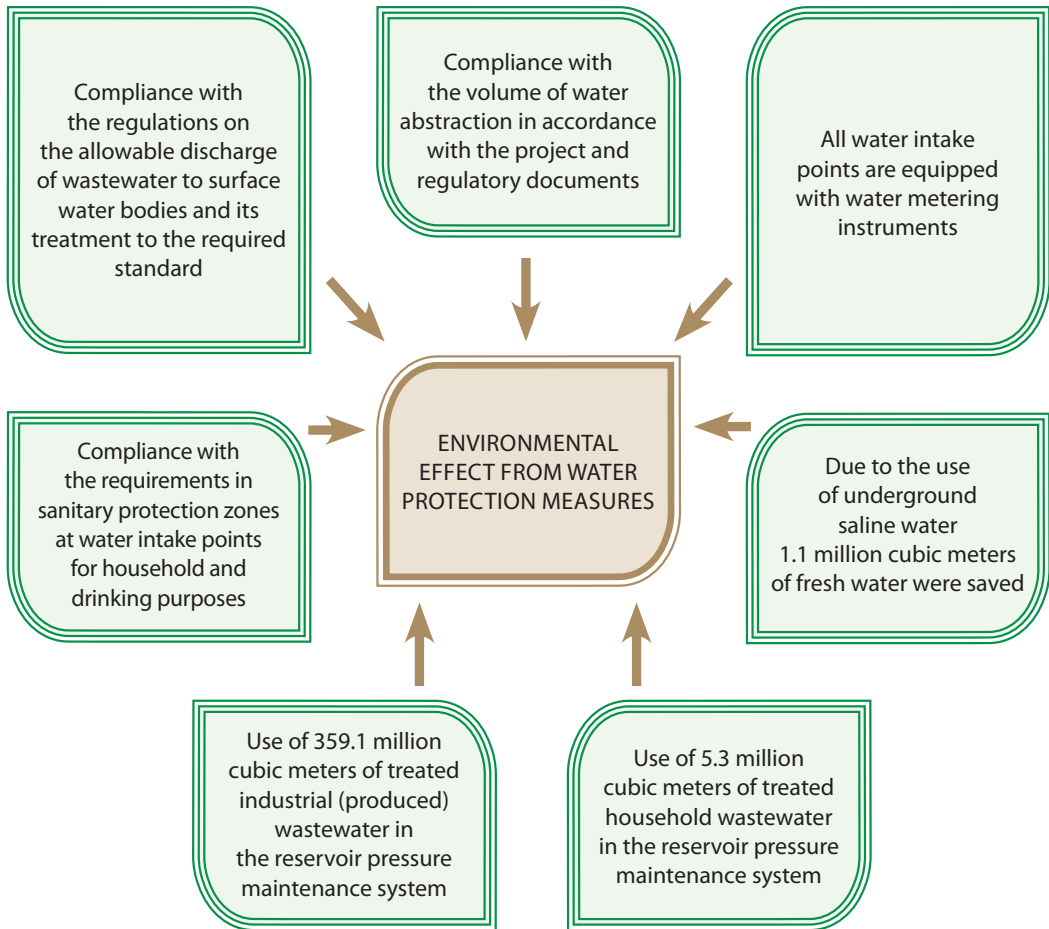 Compliance with
the regulations on
the allowable discharge
of wastewater to surface
water bodies and its
treatment to the required
standard
Compliance with
the volume of water
abstraction in accordance
with the project and
regulatory documents
All water intake
points are equipped
with water metering
instruments
Compliance with
the requirements in
sanitary protection zones
at water intake points
for household and
drinking purposes
ENVIRONMENTAL
EFFECT FROM WATER
PROTECTION MEASURES
Due to the use
of underground
saline water
1.1 million cubic meters
of fresh water were saved
Use of 359.1 million
cubic meters of treated
industrial (produced)
wastewater in
the reservoir pressure
maintenance system
Use of 5.3 million
cubic meters of treated
household wastewater
in the reservoir pressure
maintenance system